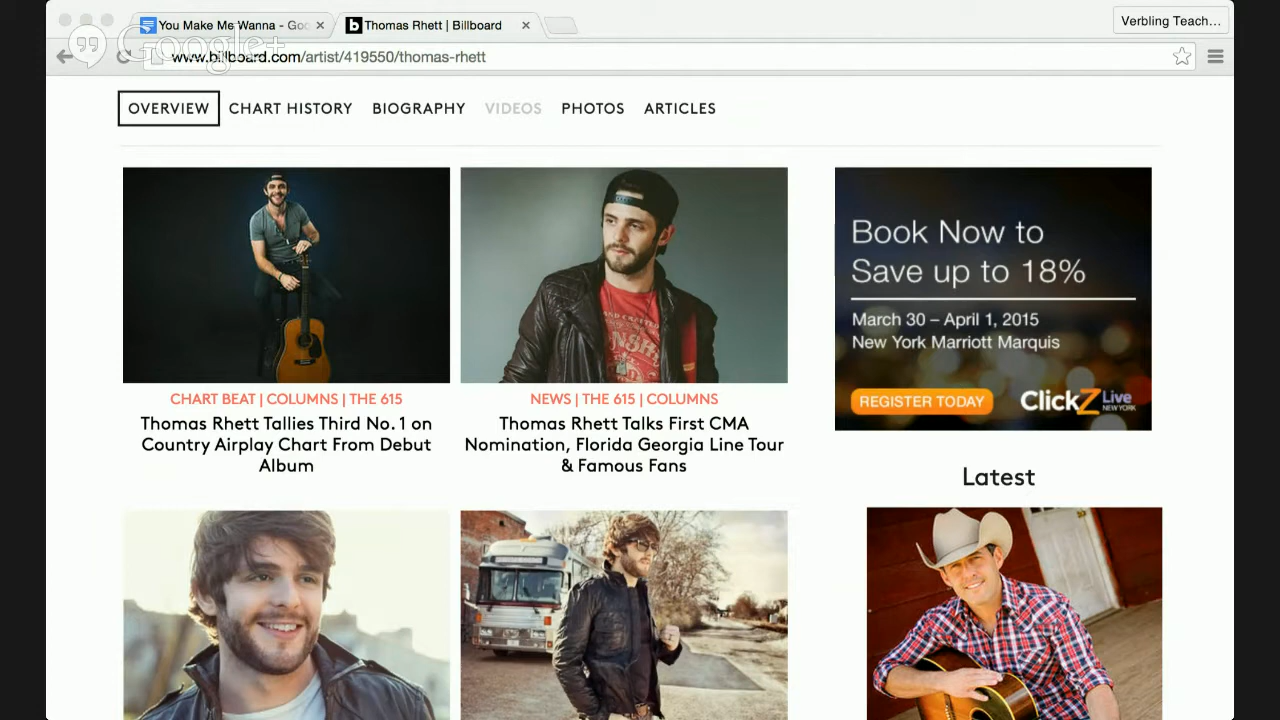 You Make Me Wanna - Goo
Thomas Rhett | Billboard
Verbling Teach...
Google+
www.billboard.com/artist/419550/thomas-rhett
OVERVIEW
CHART HISTORY
BIOGRAPHY
VIDEOS
PHOTOS
ARTICLES
CHART BEAT | COLUMNS | THE 615
Thomas Rhett Tallies Third No. 1 on
Country Airplay Chart From Debut
Album
NEWS | THE 615 | COLUMNS
Thomas Rhett Talks First CMA
Nomination, Florida Georgia Line Tour
& Famous Fans
Book Now to
Save up to 18%
March 30 – April 1, 2015
New York Marriott Marquis
REGISTER TODAY
ClickZ Live
NEW YORK
Latest